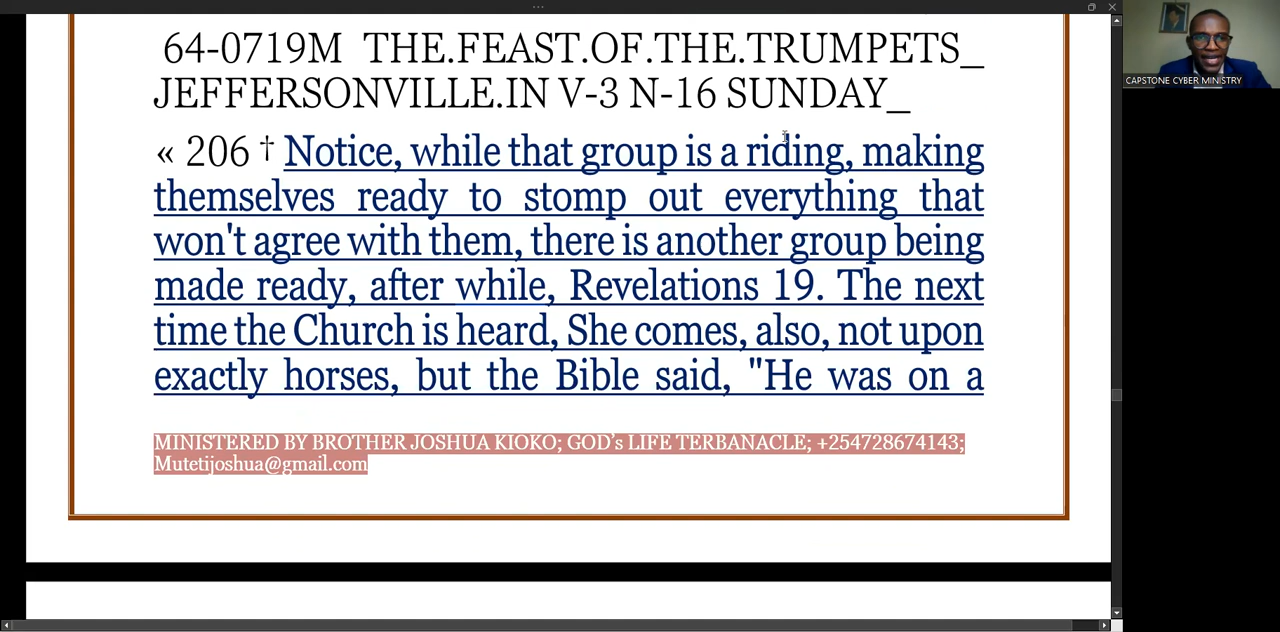 64-0719M THE.FEAST.OF.THE.TRUMPETS_
JEFFERSONVILLE.IN V-3 N-16 SUNDAY_
« 206 † Notice, while that group is a riding, making
themselves ready to stomp out everything that
won't agree with them, there is another group being
made ready, after while, Revelations 19. The next
time the Church is heard, She comes, also, not upon
exactly horses, but the Bible said, "He was on a
MINISTERED BY BROTHER JOSHUA KIOKO; GOD's LIFE TERBANACLE; +254728674143;
Mutetijoshua@gmail.com
CAPSTONE CYBER MINISTRY